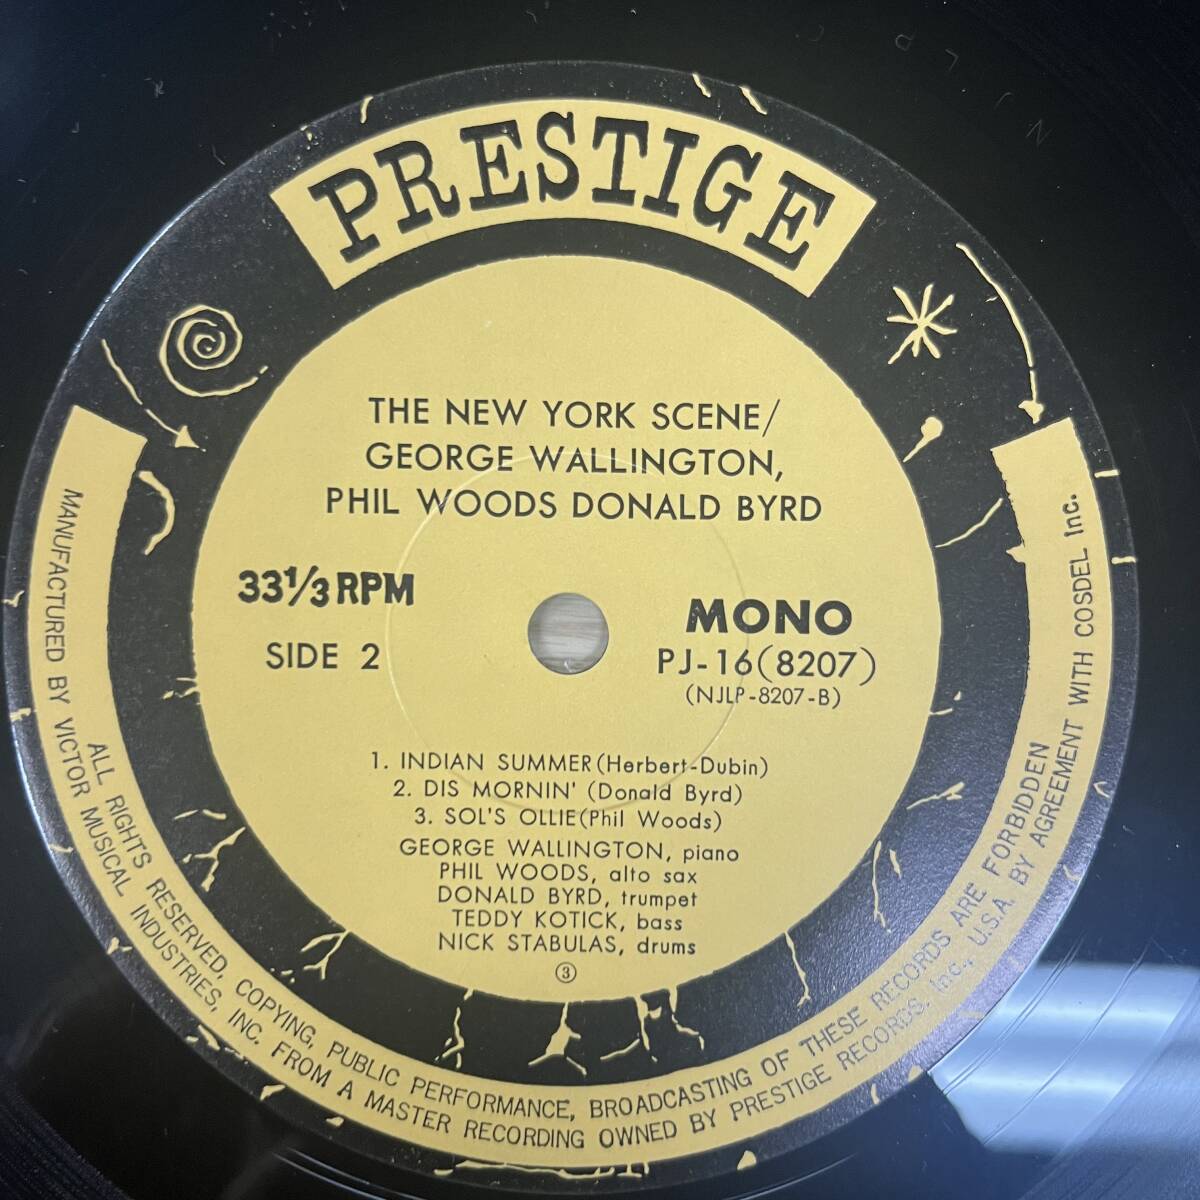 PRESTIGE
THE NEW YORK SCENE/
GEORGE WALLINGTON,
PHIL WOODS DONALD BYRD
33⅓ RPM
SIDE 2
MONO
PJ-16(8207)
(NJLP-8207-B)
1. INDIAN SUMMER(Herbert-Dubin)
2. DIS MORNIN' (Donald Byrd)
3. SOL'S OLLIE(Phil Woods)
GEORGE WALLINGTON, piano
PHIL WOODS, alto sax
DONALD BYRD, trumpet
TEDDY KOTICK, bass
NICK STABULAS, drums
③
ALL RIGHTS RESERVED, COPYING, PUBLIC PERFORMANCE, BROADCASTING OF THESE RECORDS ARE FORBIDDEN
MANUFACTURED BY VICTOR MUSICAL INDUSTRIES, INC. FROM A MASTER RECORDING OWNED BY PRESTIGE RECORDS. Inc., U.S.A. BY AGREEMENT WITH COSDEL Inc.